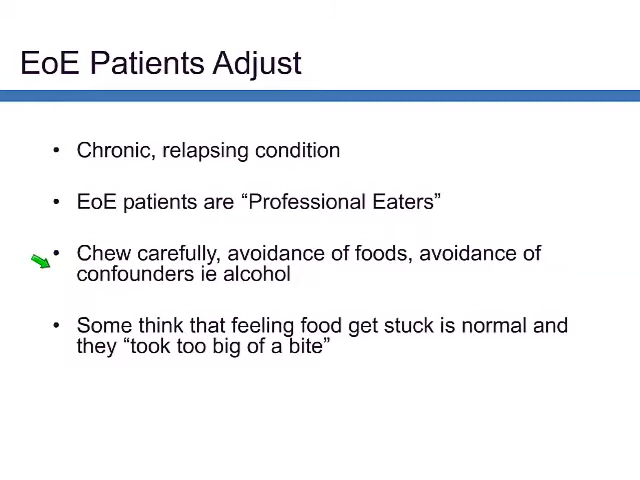 EoE Patients Adjust
• Chronic, relapsing condition
• EoE patients are “Professional Eaters”
• Chew carefully, avoidance of foods, avoidance of
confounders ie alcohol
• Some think that feeling food get stuck is normal and
they “took too big of a bite”